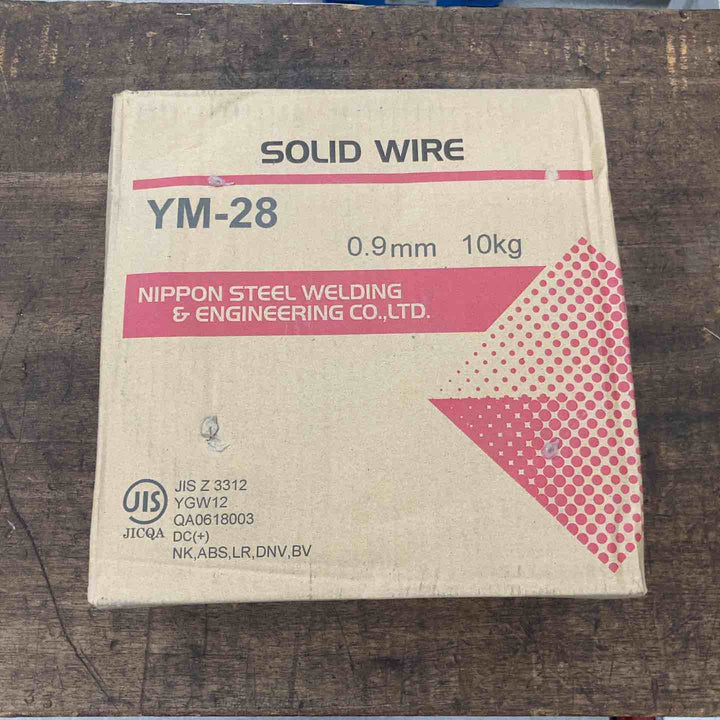 SOLID WIRE
YM-28
0.9mm 10kg
NIPPON STEEL WELDING
& ENGINEERING CO.,LTD.
JIS
JICQA
JIS Z 3312
YGW12
QA0618003
DC(+)
NK,ABS,LR,DNV,BV